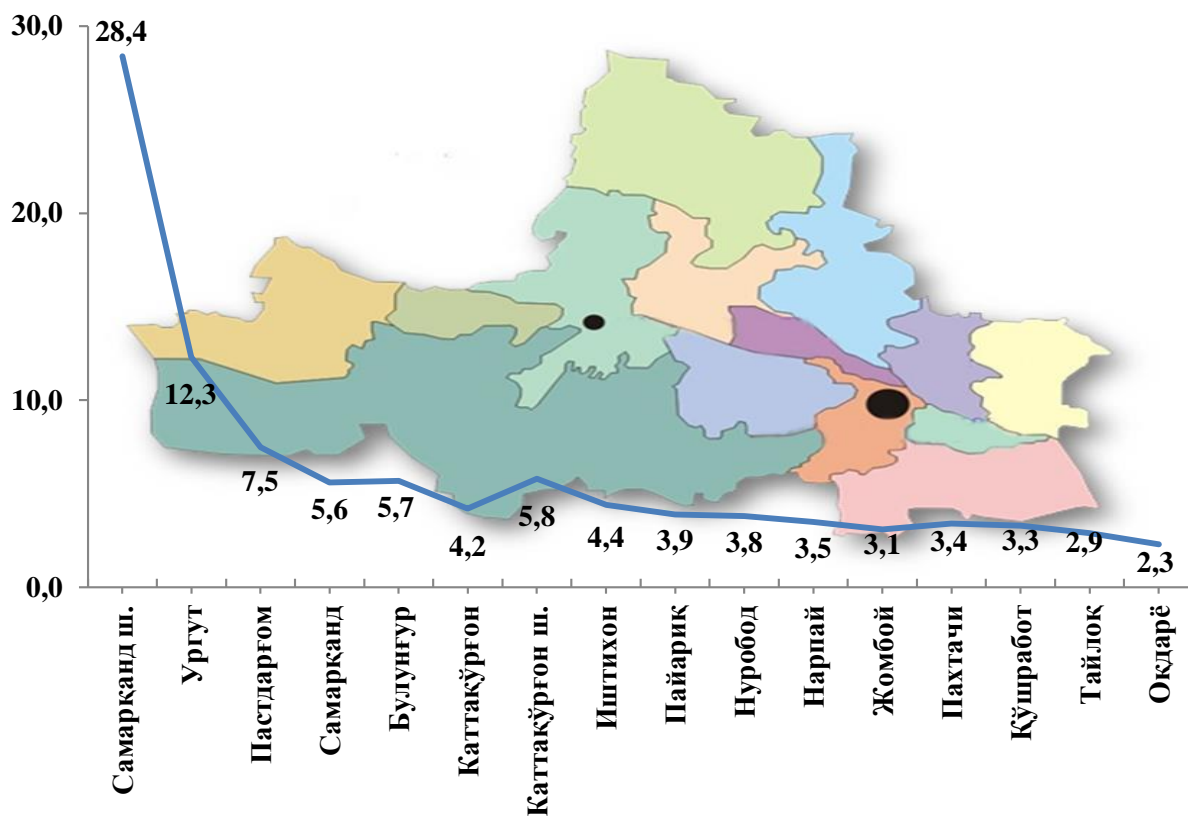 30,0
20,0
10,0
0,0
28,4
12,3
7,5
5,6
5,7
4,2
5,8
4,4
3,9
3,8
3,5
3,1
3,4
3,3
2,9
2,3
Самарқанд ш.
Ургут
Пастдарғом
Самарқанд
Булунғур
Каттақўрғон
Каттақўрғон ш.
Иштихон
Пайариқ
Нуробод
Нарпай
Жомбой
Пахтачи
Қўшработ
Тайлоқ
Оқдарё